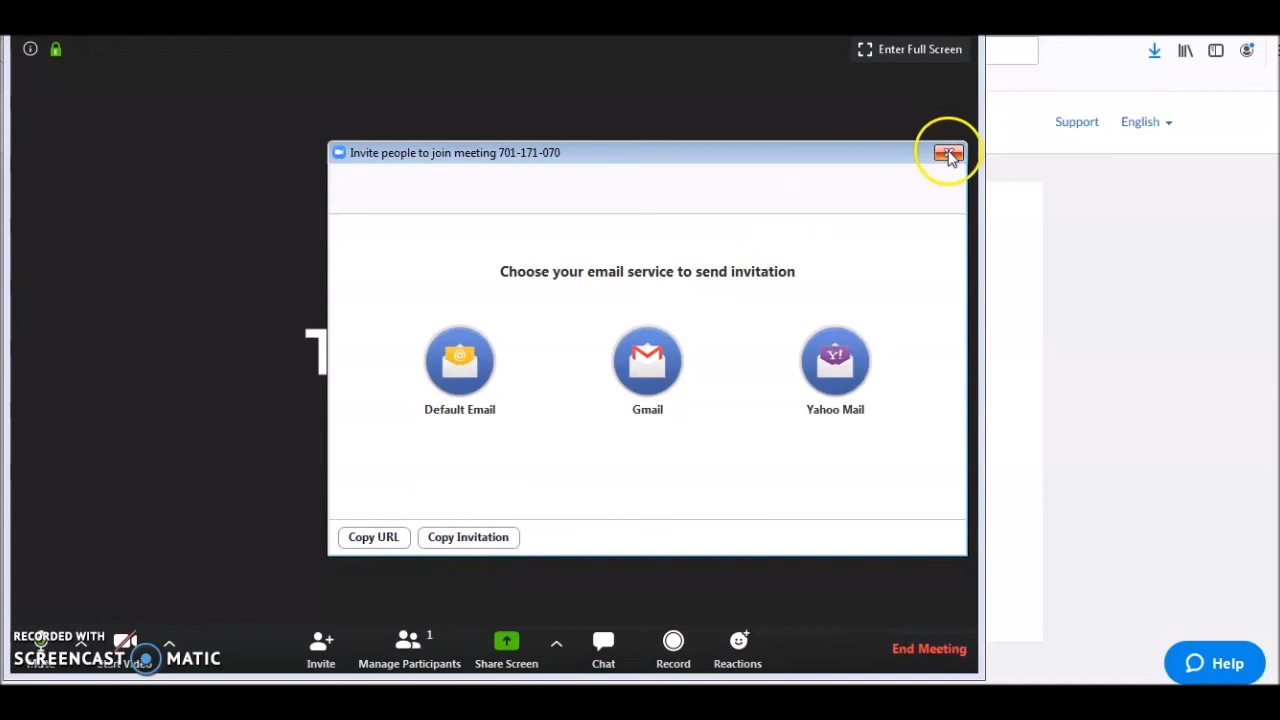 Enter Full Screen
Support English
Invite people to join meeting 701-171-070
Choose your email service to send invitation
T
@ Y!
Default Email Gmail Yahoo Mail
Copy URL Copy Invitation
1
RECORDED WITH
SCREENCAST MATIC
Invite Manage Participants Share Screen Chat Record Reactions
End Meeting
Help